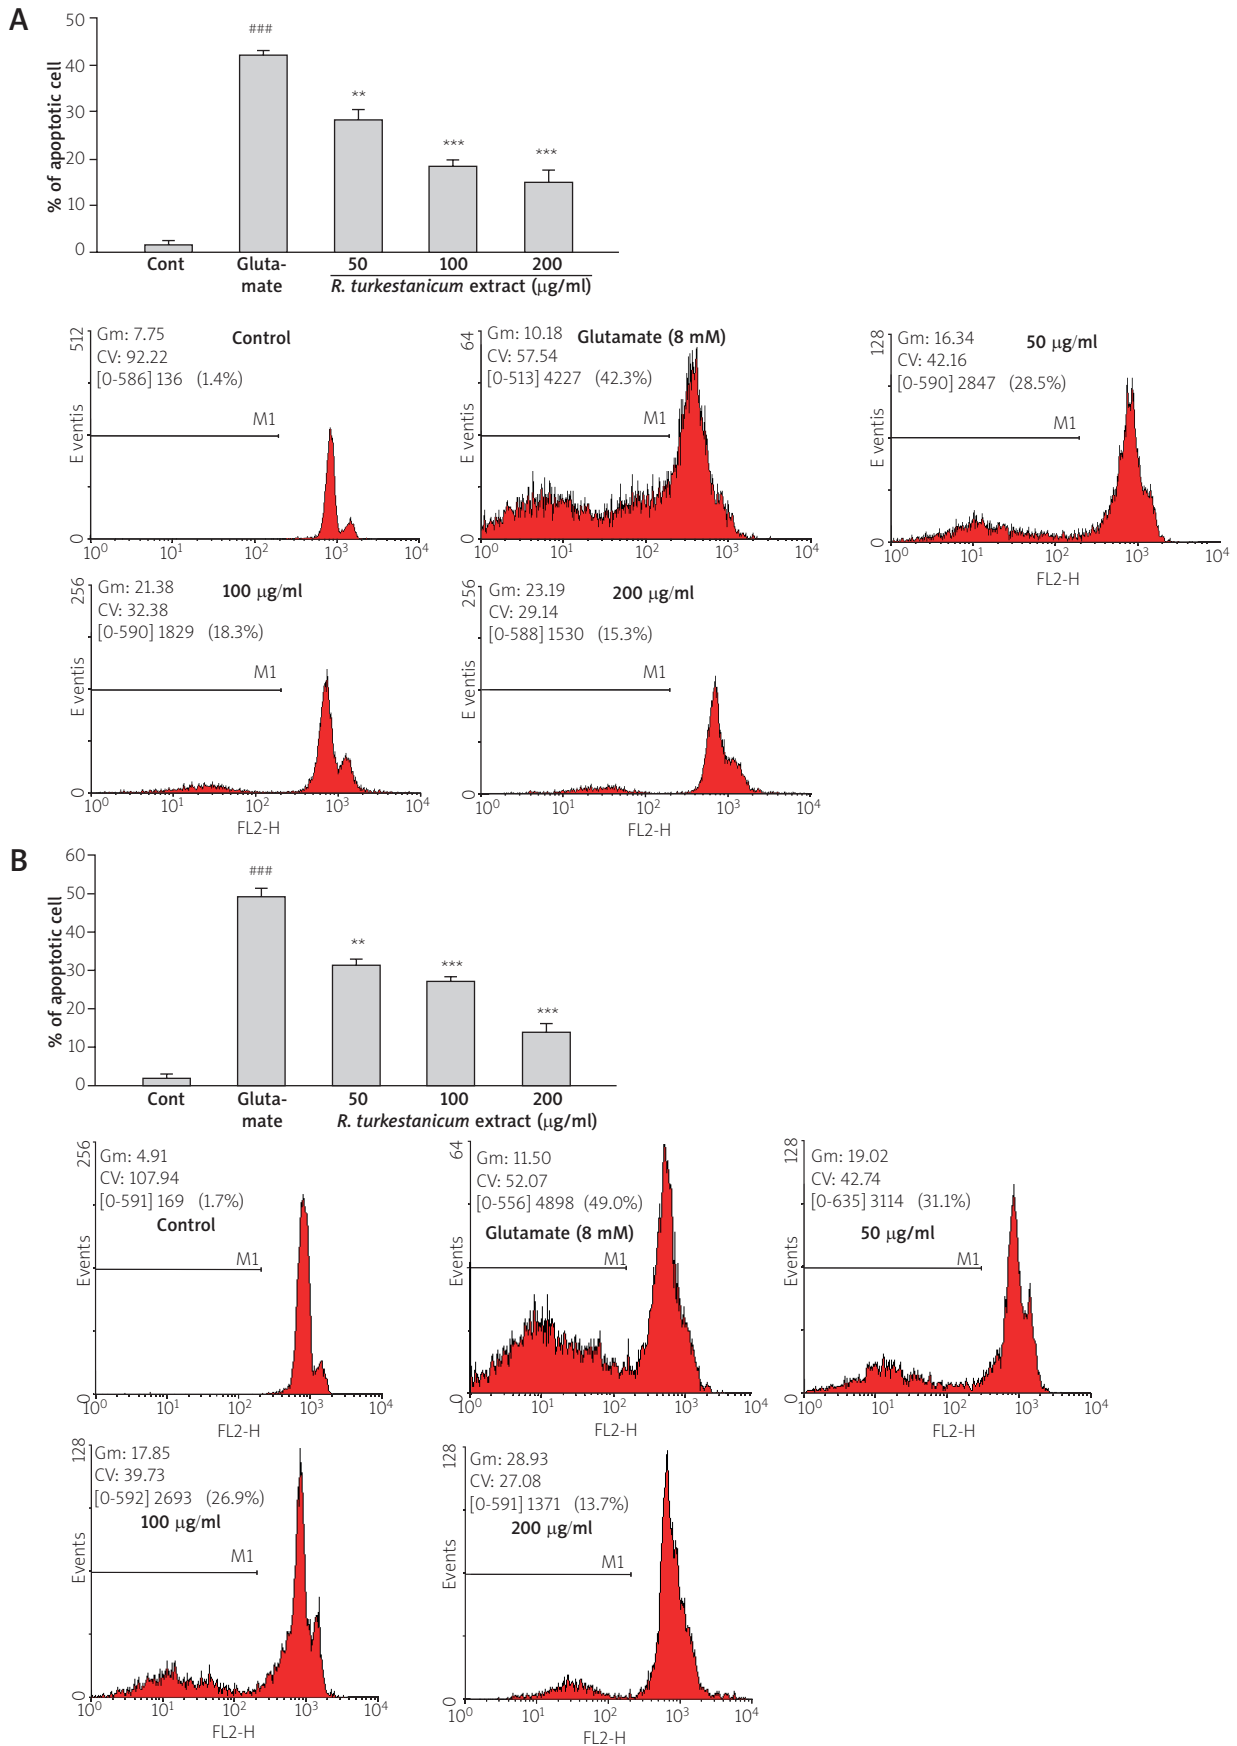 A
% of apoptotic cell
50
40
30
20
10
0
###
**
***
***
Cont
Gluta-
mate
50
100
200
R. turkestanicum extract (μg/ml)
Gm: 7.75
CV: 92.22
[0-586] 136 (1.4%)
Control
M1
512
E ventis
0
10⁰ 10¹ 10² 10³ 10⁴
Gm: 10.18
CV: 57.54
[0-513] 4227 (42.3%)
Glutamate (8 mM)
M1
64
E ventis
0
10⁰ 10¹ 10² 10³ 10⁴
Gm: 16.34
CV: 42.16
[0-590] 2847 (28.5%)
50 μg/ml
M1
128
E ventis
0
10⁰ 10¹ 10² 10³ 10⁴
FL2-H
Gm: 21.38
CV: 32.38
[0-590] 1829 (18.3%)
100 μg/ml
M1
256
E ventis
0
10⁰ 10¹ 10² 10³ 10⁴
FL2-H
Gm: 23.19
CV: 29.14
[0-588] 1530 (15.3%)
200 μg/ml
M1
256
E ventis
0
10⁰ 10¹ 10² 10³ 10⁴
FL2-H
B
% of apoptotic cell
60
50
40
30
20
10
0
###
**
***
***
Cont
Gluta-
mate
50
100
200
R. turkestanicum extract (μg/ml)
Gm: 4.91
CV: 107.94
[0-591] 169 (1.7%)
Control
M1
256
Events
0
10⁰ 10¹ 10² 10³ 10⁴
FL2-H
Gm: 11.50
CV: 52.07
[0-556] 4898 (49.0%)
Glutamate (8 mM)
M1
64
Events
0
10⁰ 10¹ 10² 10³ 10⁴
FL2-H
Gm: 19.02
CV: 42.74
[0-635] 3114 (31.1%)
50 μg/ml
M1
128
Events
0
10⁰ 10¹ 10² 10³ 10⁴
FL2-H
Gm: 17.85
CV: 39.73
[0-592] 2693 (26.9%)
100 μg/ml
M1
128
Events
0
10⁰ 10¹ 10² 10³ 10⁴
FL2-H
Gm: 28.93
CV: 27.08
[0-591] 1371 (13.7%)
200 μg/ml
M1
128
Events
0
10⁰ 10¹ 10² 10³ 10⁴
FL2-H